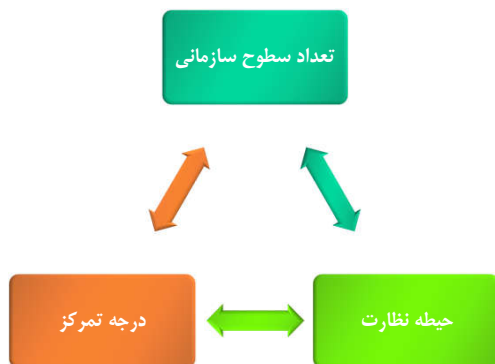 تعداد سطوح سازمانی
حیطه نظارت
درجه تمرکز